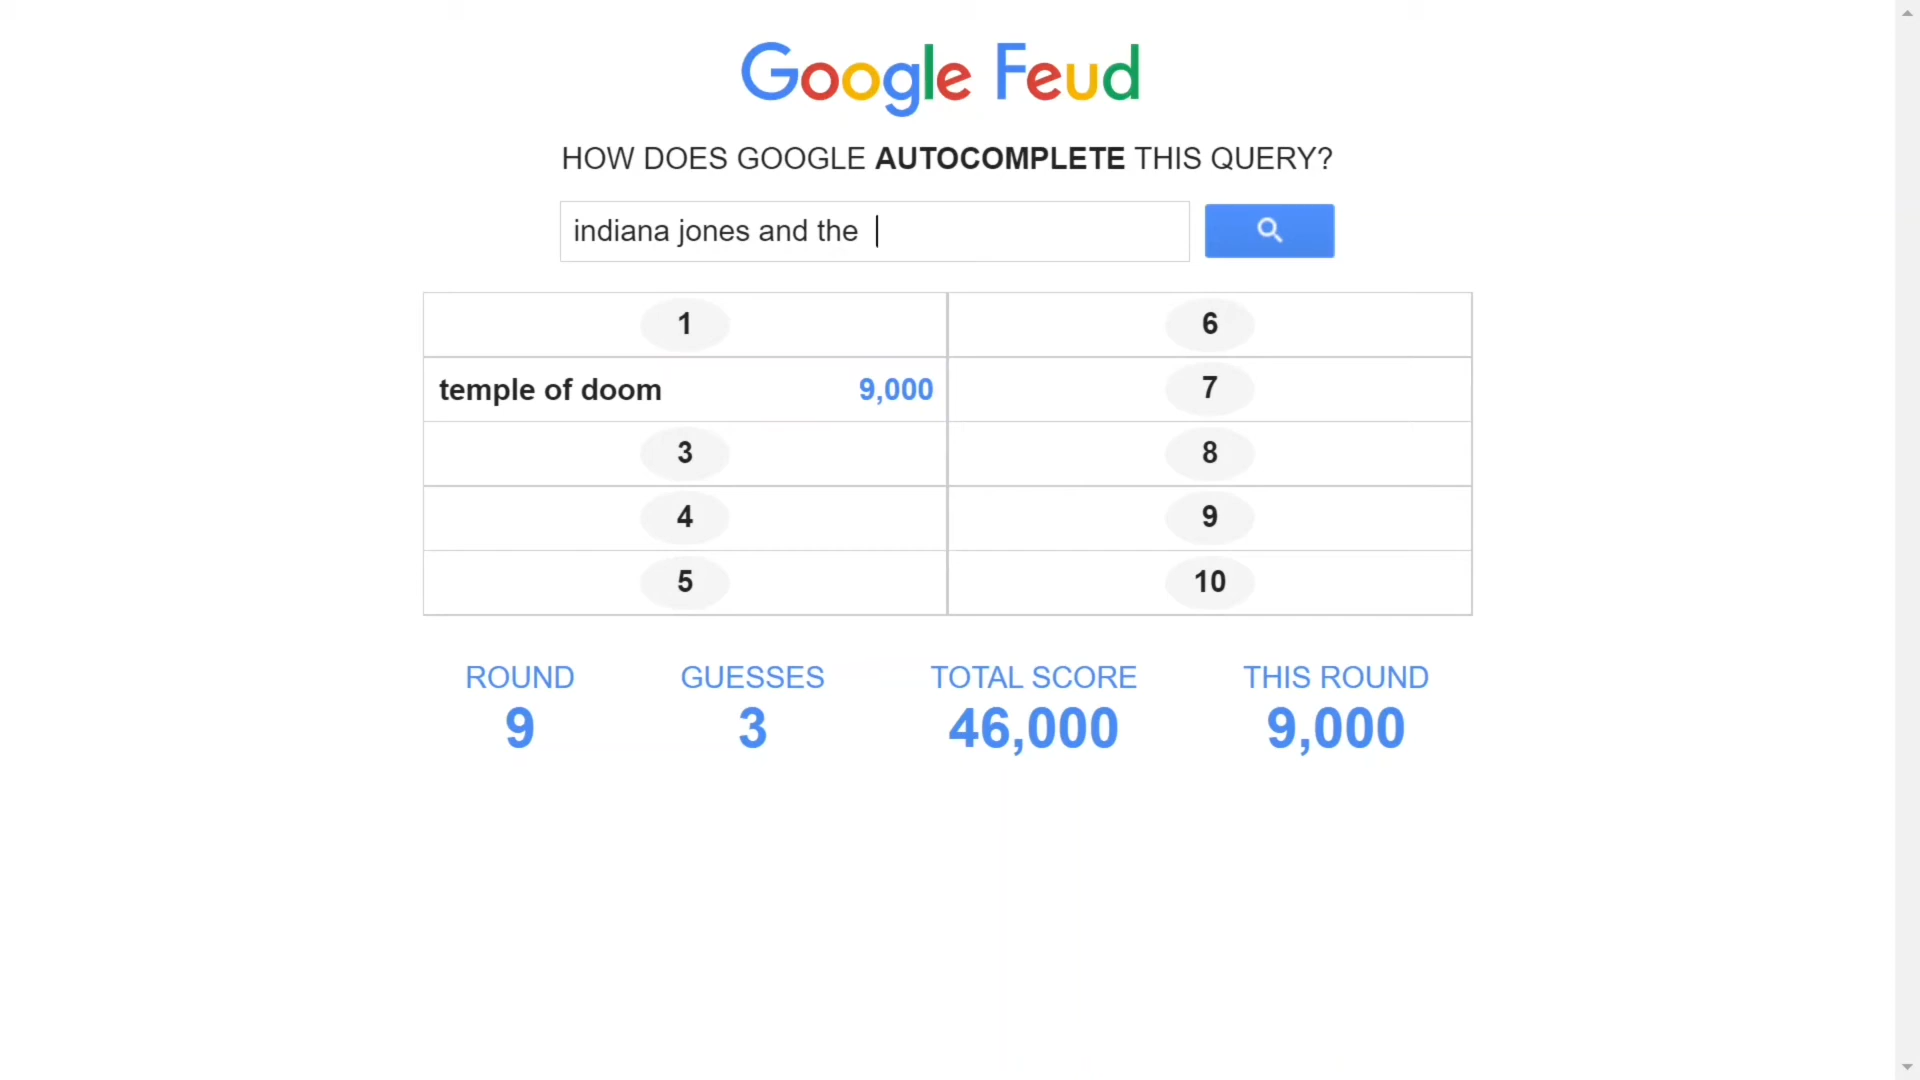 Google Feud
HOW DOES GOOGLE AUTOCOMPLETE THIS QUERY?
indiana jones and the
1
6
temple of doom 9,000
7
3
8
4
9
5
10
ROUND GUESSES TOTAL SCORE THIS ROUND
9 3 46,000 9,000